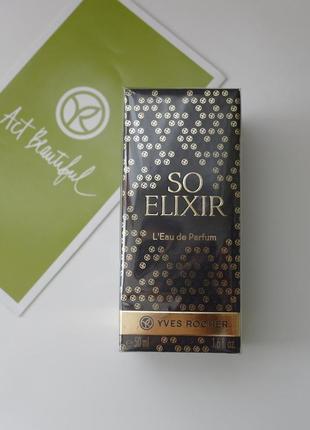 Act Beautiful
SO
ELIXIR
L'Eau de Parfum
YVES ROCHER
e 50 ml 1.6 fl.oz.